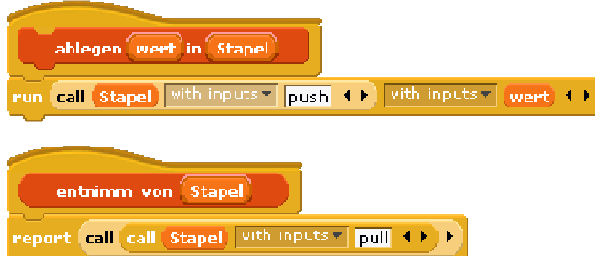 ablegen wert in Stapel
run call Stapel with inputs push with inputs wert
entnimm von Stapel
report call call Stapel with inputs pull